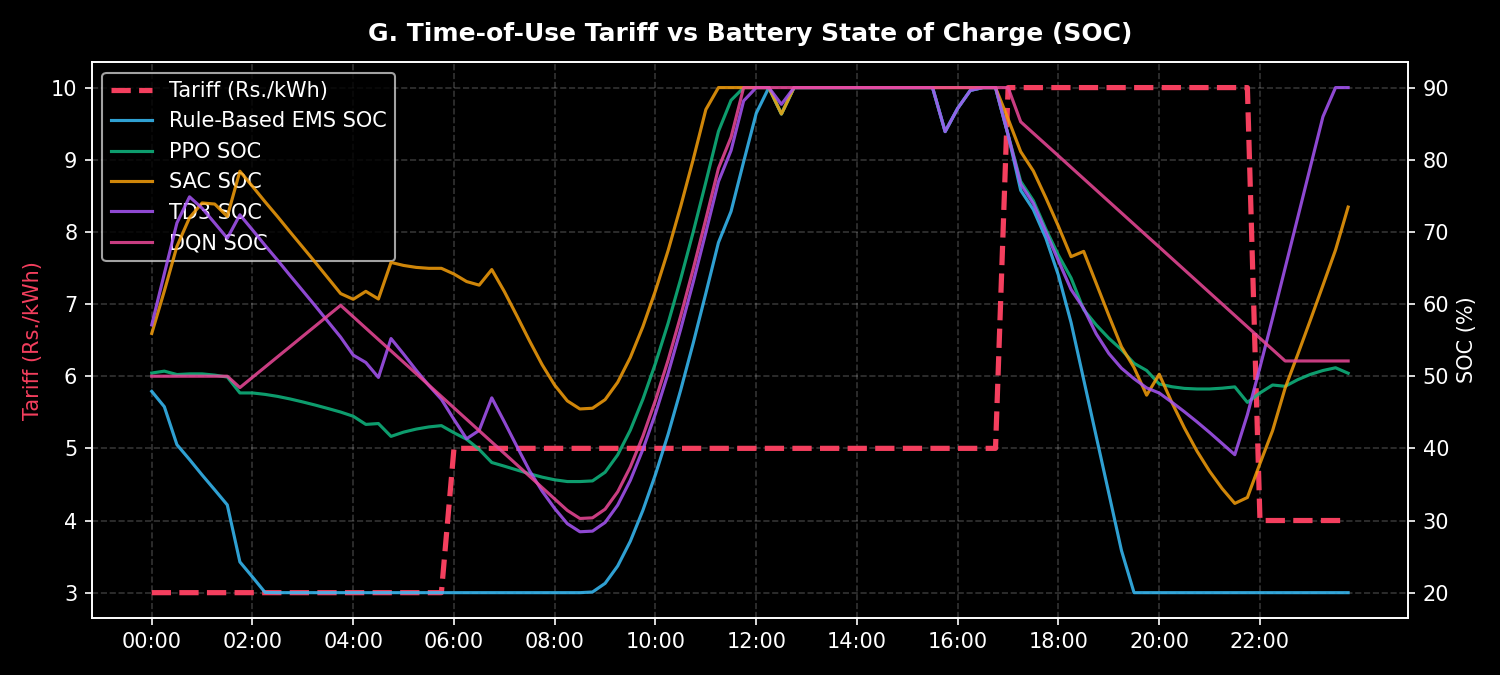 G. Time-of-Use Tariff vs Battery State of Charge (SOC)
Tariff (Rs./kWh)
Rule-Based EMS SOC
PPO SOC
SAC SOC
TD3 SOC
DQN SOC
Tariff (Rs./kWh)
10
9
8
7
6
5
4
3
90
80
70
60
50
40
30
20
SOC (%)
00:00 02:00 04:00 06:00 08:00 10:00 12:00 14:00 16:00 18:00 20:00 22:00